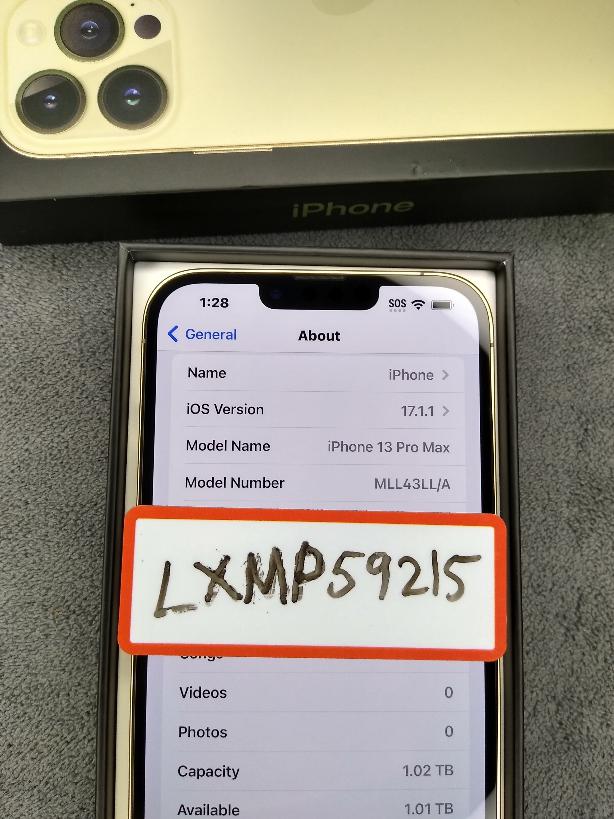 iPhone
1:28 SOS
General About
Name iPhone
iOS Version 17.1.1
Model Name iPhone 13 Pro Max
Model Number MLL43LL/A
LXMP59215
Songs
Videos 0
Photos 0
Capacity 1.02 TB
Available 1.01 TB